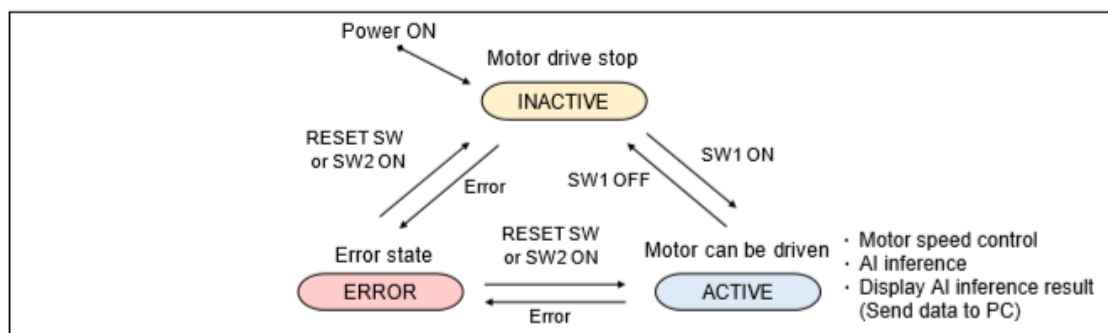 Power ON
Motor drive stop
INACTIVE
RESET SW
or SW2 ON
Error
SW1 OFF
SW1 ON
Error state
ERROR
RESET SW
or SW2 ON
Error
Motor can be driven
ACTIVE
· Motor speed control
· AI inference
· Display AI inference result
(Send data to PC)